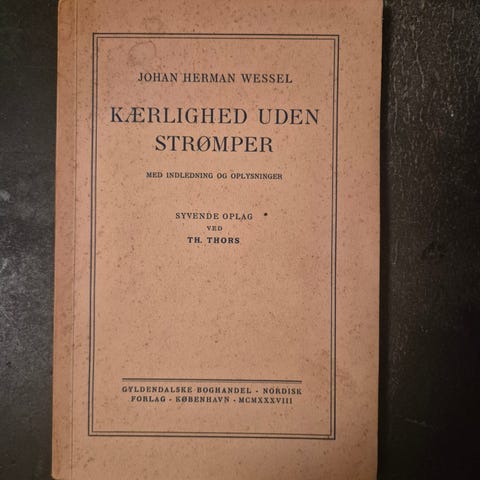 JOHAN HERMAN WESSEL
KÆRLIGHED UDEN
STRØMPER
MED INDLEDNING OG OPLYSNINGER
SYVENDE OPLAG
VED
TH. THORS
GYLDENDALSKE BOGHANDEL - NORDISK
FORLAG - KØBENHAVN - MCMXXXVIII